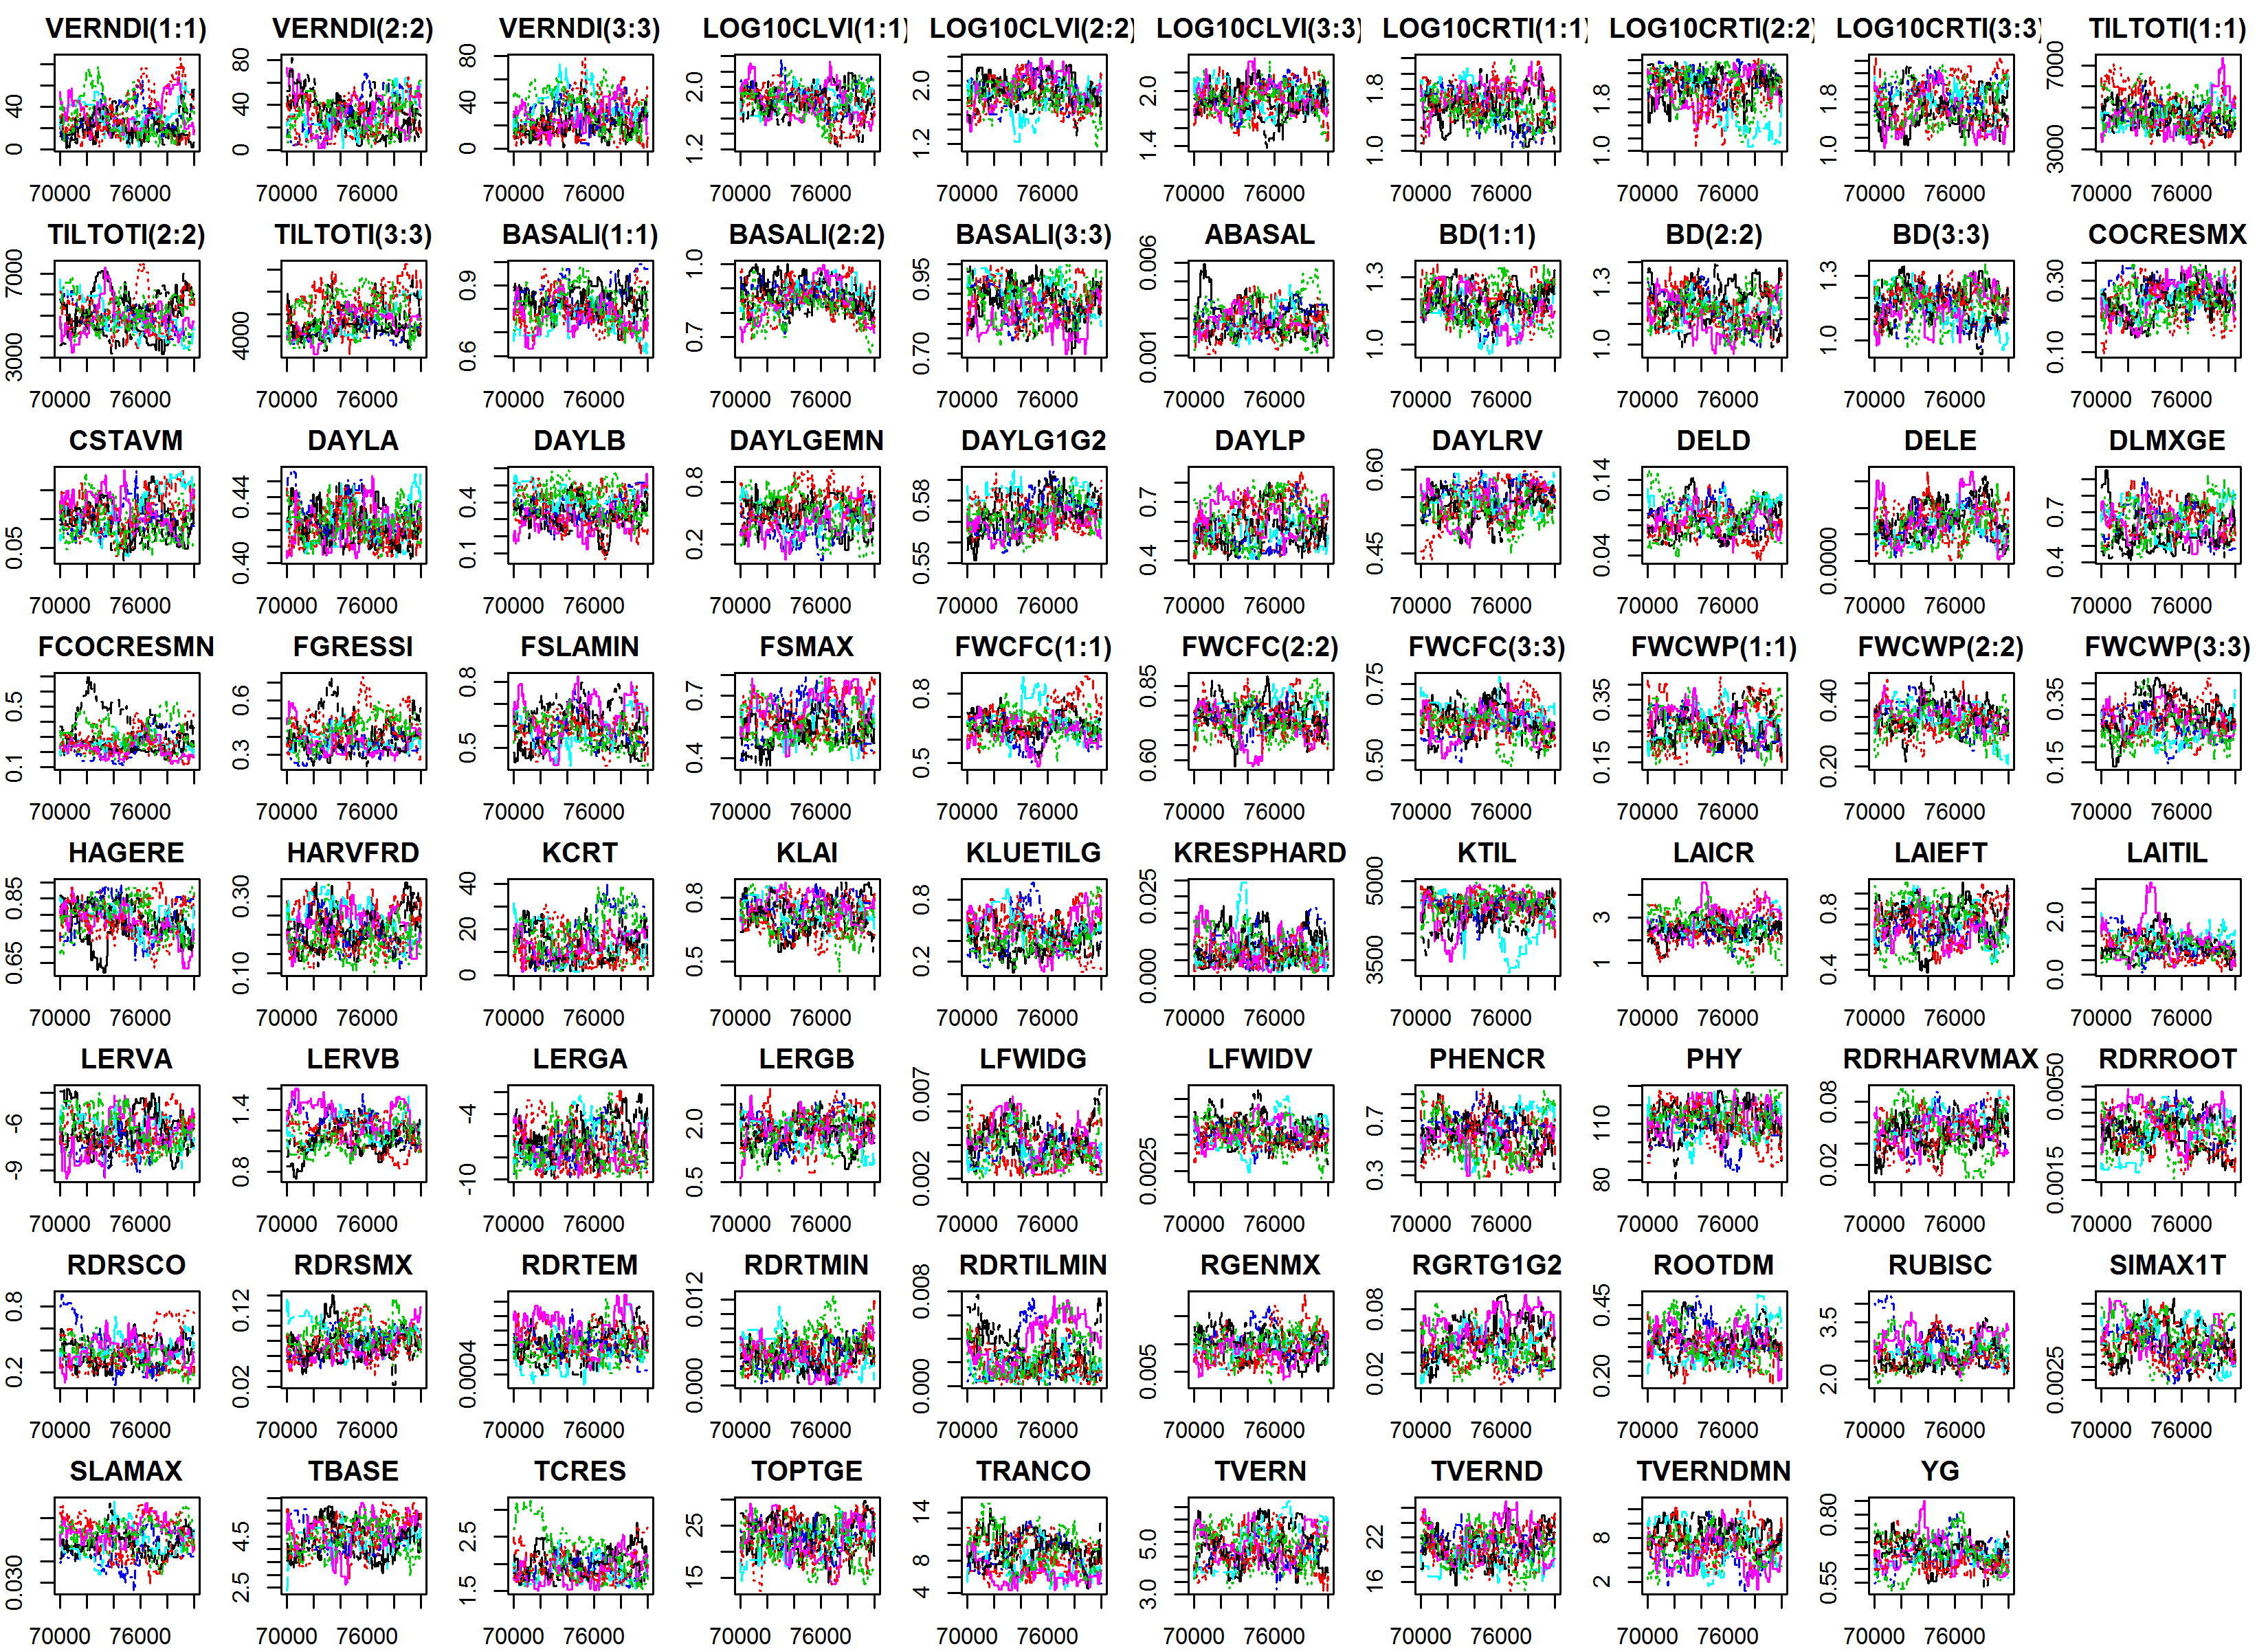 VERNDI(1:1) VERNDI(2:2) VERNDI(3:3) LOG10CLVI(1:1) LOG10CLVI(2:2) LOG10CLVI(3:3) LOG10CRTI(1:1) LOG10CRTI(2:2) LOG10CRTI(3:3) TILTOTI(1:1)
0 40 0 40 80 0 40 80 1.2 2.0 1.2 2.0 1.4 2.0 1.0 1.8 1.0 1.8 1.0 1.8 3000 7000
70000 76000 70000 76000 70000 76000 70000 76000 70000 76000 70000 76000 70000 76000 70000 76000 70000 76000 70000 76000
TILTOTI(2:2) TILTOTI(3:3) BASALI(1:1) BASALI(2:2) BASALI(3:3) ABASAL BD(1:1) BD(2:2) BD(3:3) COCRESMX
3000 7000 4000 0.6 0.9 0.7 1.0 0.70 0.95 0.001 0.006 1.0 1.3 1.0 1.3 1.0 1.3 0.10 0.30
70000 76000 70000 76000 70000 76000 70000 76000 70000 76000 70000 76000 70000 76000 70000 76000 70000 76000 70000 76000
CSTAVM DAYLA DAYLB DAYLGEMN DAYLG1G2 DAYLP DAYLRV DELD DELE DLMXGE
0.05 0.40 0.44 0.1 0.4 0.2 0.8 0.55 0.58 0.4 0.7 0.45 0.60 0.04 0.14 0.0000 0.4 0.7
70000 76000 70000 76000 70000 76000 70000 76000 70000 76000 70000 76000 70000 76000 70000 76000 70000 76000 70000 76000
FCOCRESMN FGRESSI FSLAMIN FSMAX FWCFC(1:1) FWCFC(2:2) FWCFC(3:3) FWCWP(1:1) FWCWP(2:2) FWCWP(3:3)
0.1 0.5 0.3 0.6 0.5 0.8 0.4 0.7 0.5 0.8 0.60 0.85 0.50 0.75 0.15 0.35 0.20 0.40 0.15 0.35
70000 76000 70000 76000 70000 76000 70000 76000 70000 76000 70000 76000 70000 76000 70000 76000 70000 76000 70000 76000
HAGERE HARVFRD KCRT KLAI KLUETILG KRESPHARD KTIL LAICR LAIEFT LAITIL
0.65 0.85 0.10 0.30 0 20 40 0.5 0.8 0.2 0.8 0.000 0.025 3500 5000 1 3 0.4 0.8 0.0 2.0
70000 76000 70000 76000 70000 76000 70000 76000 70000 76000 70000 76000 70000 76000 70000 76000 70000 76000 70000 76000
LERVA LERVB LERGA LERGB LFWIDG LFWIDV PHENCR PHY RDRHARVMAX RDRROOT
-9 -6 0.8 1.4 -10 -4 0.5 2.0 0.002 0.007 0.0025 0.3 0.7 80 110 0.02 0.08 0.0015 0.0050
70000 76000 70000 76000 70000 76000 70000 76000 70000 76000 70000 76000 70000 76000 70000 76000 70000 76000 70000 76000
RDRSCO RDRSMX RDRTEM RDRTMIN RDRTILMIN RGENMX RGRTG1G2 ROOTDM RUBISC SIMAX1T
0.2 0.8 0.02 0.12 0.0004 0.000 0.012 0.000 0.008 0.005 0.02 0.08 0.20 0.45 2.0 3.5 0.0025
70000 76000 70000 76000 70000 76000 70000 76000 70000 76000 70000 76000 70000 76000 70000 76000 70000 76000 70000 76000
SLAMAX TBASE TCRES TOPTGE TRANCO TVERN TVERND TVERNDMN YG
0.030 2.5 4.5 1.5 2.5 15 25 4 8 14 3.0 5.0 16 22 2 8 0.55 0.80
70000 76000 70000 76000 70000 76000 70000 76000 70000 76000 70000 76000 70000 76000 70000 76000 70000 76000